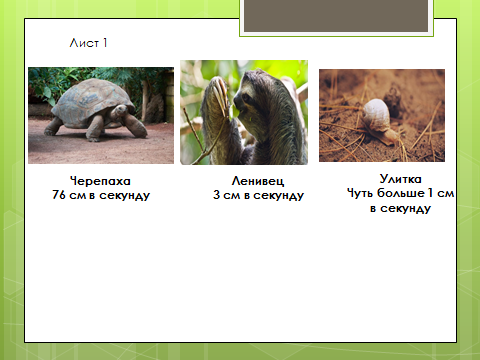 Лист 1
Черепаха
76 см в секунду
Ленивец
3 см в секунду
Улитка
Чуть больше 1 см
в секунду